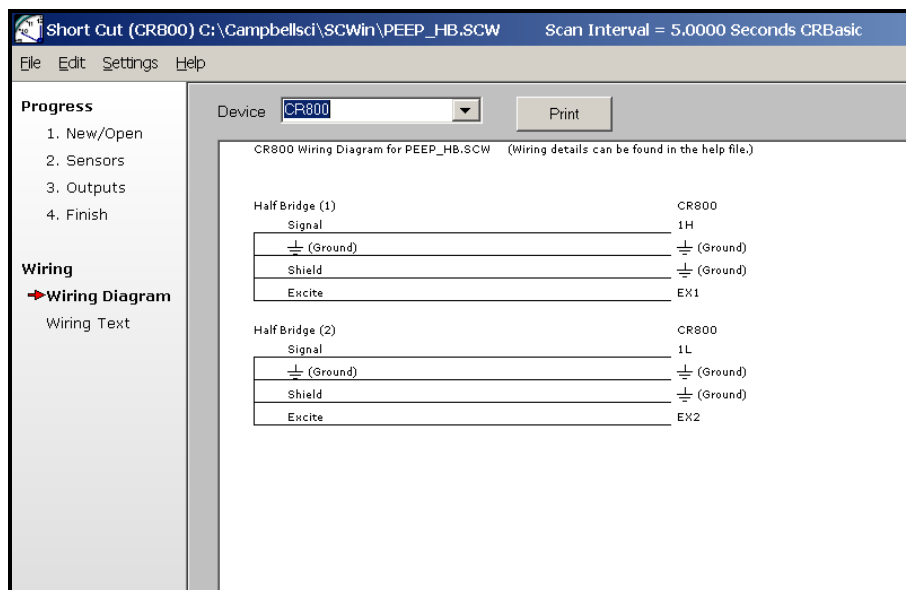 Short Cut (CR800) C:\Campbellsci\SCWin\PEEP_HB.SCW Scan Interval = 5.0000 Seconds CRBasic
File Edit Settings Help
Progress
1. New/Open
2. Sensors
3. Outputs
4. Finish
Wiring
Wiring Diagram
Wiring Text
Device CR800 Print
CR800 Wiring Diagram for PEEP_HB.SCW (Wiring details can be found in the help file.)
Half Bridge (1) CR800
Signal 1H
(Ground) (Ground)
Shield (Ground)
Excite EX1
Half Bridge (2) CR800
Signal 1L
(Ground) (Ground)
Shield (Ground)
Excite EX2